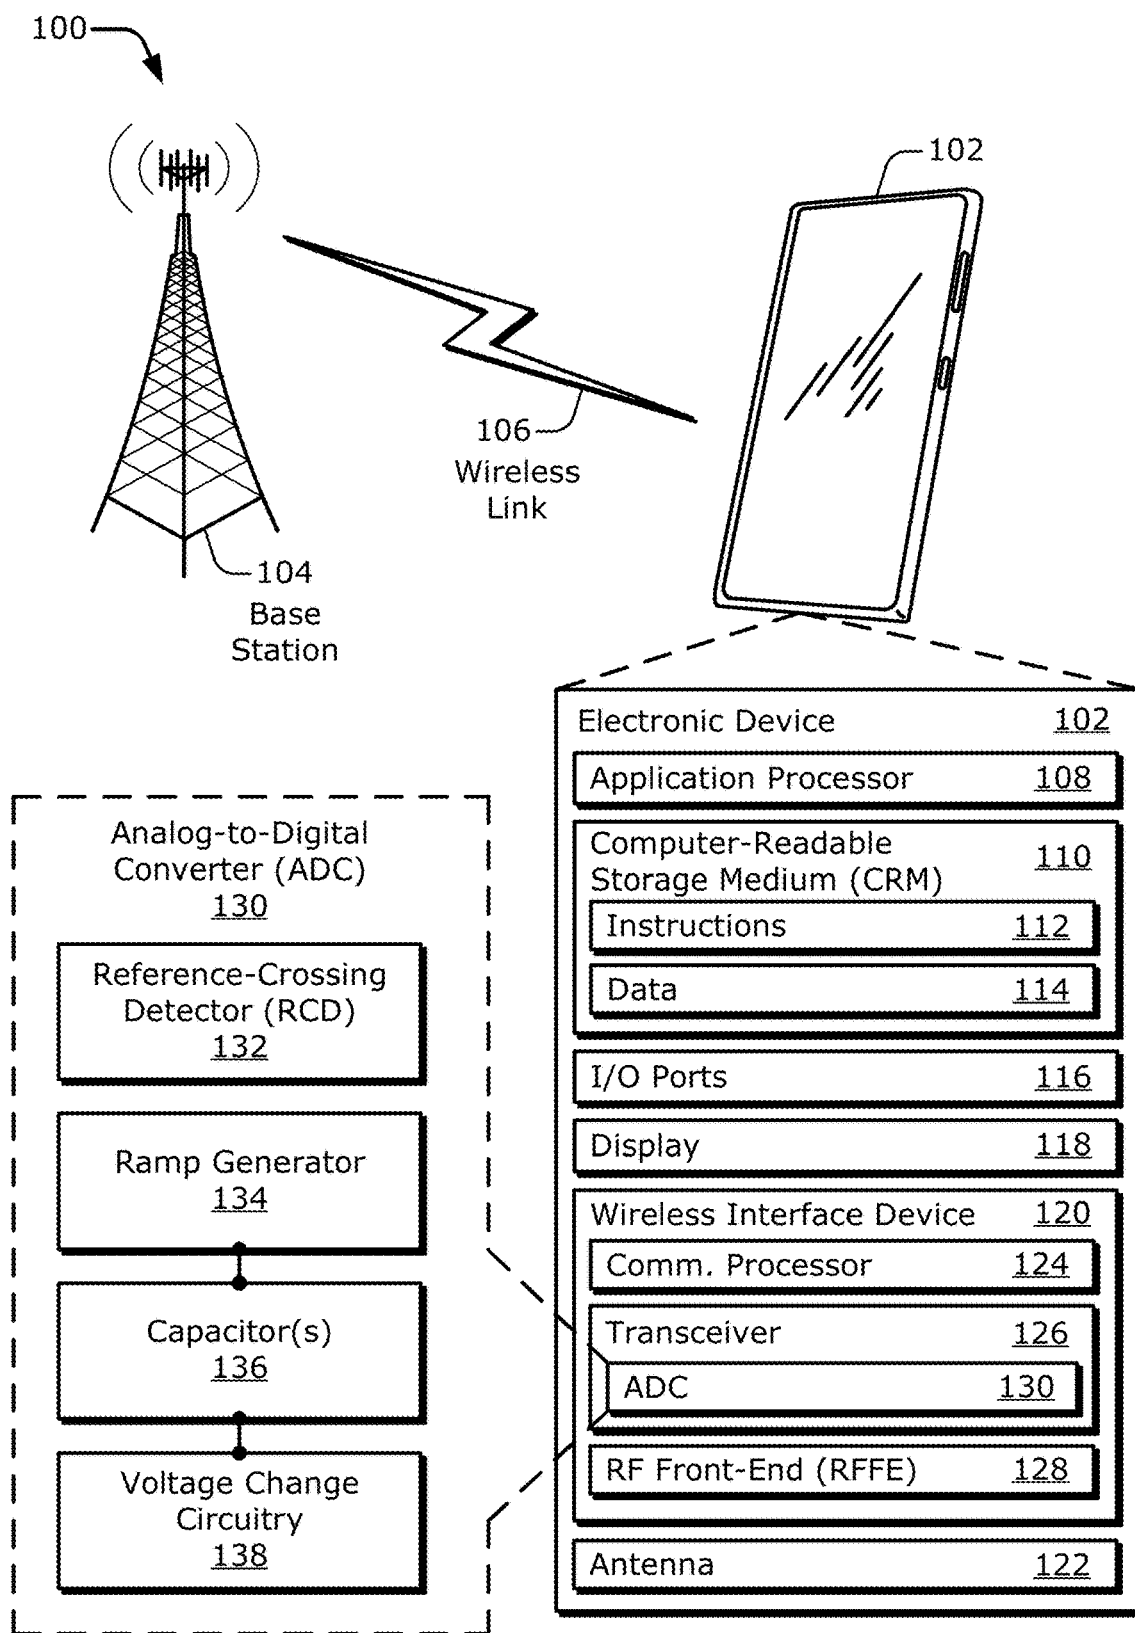 100
102
106
Wireless
Link
104
Base
Station
Electronic Device 102
Application Processor 108
Computer-Readable
Storage Medium (CRM) 110
Instructions 112
Data 114
I/O Ports 116
Display 118
Wireless Interface Device 120
Comm. Processor 124
Transceiver 126
ADC 130
RF Front-End (RFFE) 128
Antenna 122
Analog-to-Digital
Converter (ADC)
130
Reference-Crossing
Detector (RCD)
132
Ramp Generator
134
Capacitor(s)
136
Voltage Change
Circuitry
138